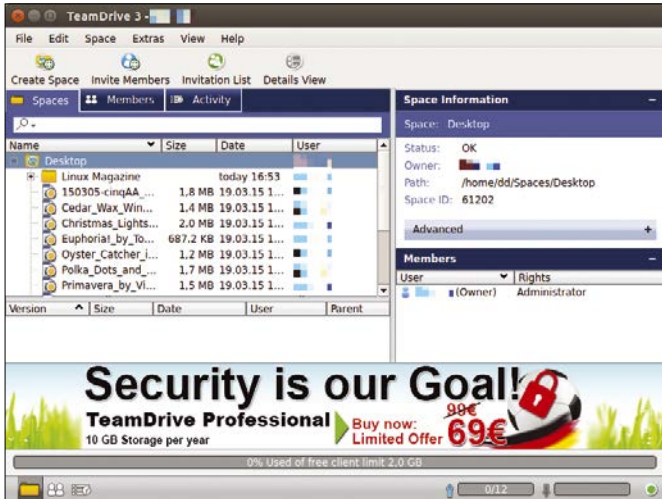 TeamDrive 3 -
File Edit Space Extras View Help
Create Space Invite Members Invitation List Details View
Spaces Members Activity
Name Size Date User
Desktop
Linux Magazine today 16:53
150305-cinqAA_... 1,8 MB 19.03.15 1...
Cedar_Wax_Win... 1.4 MB 19.03.15 1...
Christmas_Lights... 2.0 MB 19.03.15 1...
Euphoria!_by_To... 687.2 KB 19.03.15 1...
Oyster_Catcher_i... 1.2 MB 19.03.15 1...
Polka_Dots_and_... 1.7 MB 19.03.15 1...
Primavera_by_Vi... 1.5 MB 19.03.15 1...
Version Size Date User Parent
Space Information
Space: Desktop
Status: OK
Owner:
Path: /home/dd/Spaces/Desktop
Space ID: 61202
Advanced
Members
User Rights
(Owner) Administrator
Security is our Goal!
TeamDrive Professional
10 GB Storage per year
Buy now:
Limited Offer
99€
69€
0% Used of free client limit 2.0 GB
0/12